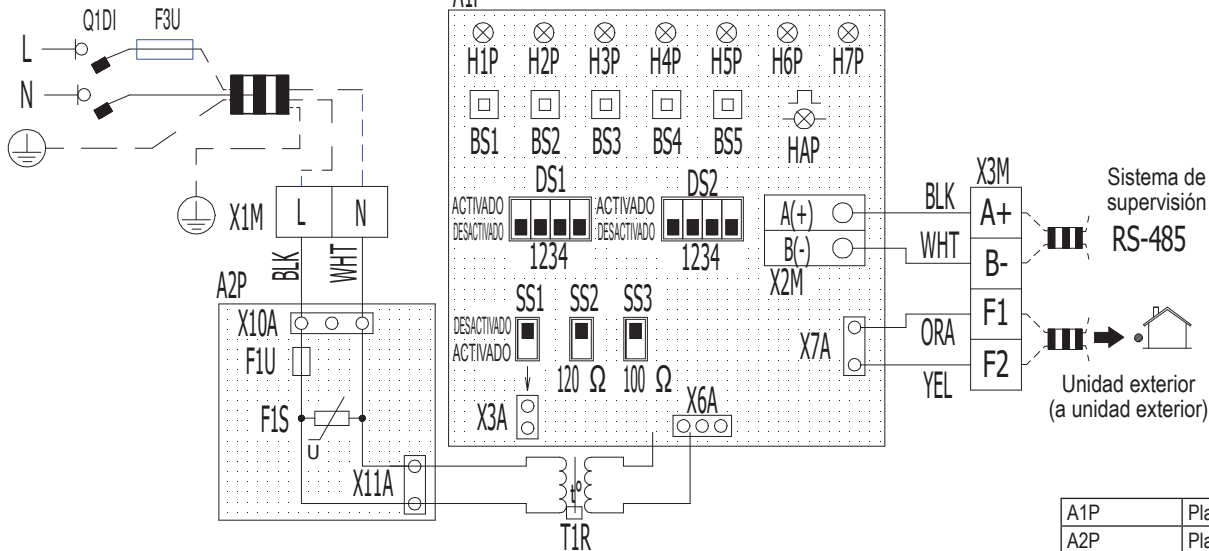 A1P
Q1DI F3U
L
N
H1P H2P H3P H4P H5P H6P H7P
BS1 BS2 BS3 BS4 BS5 HAP
DS1 DS2
ACTIVADO
DESACTIVADO
1234
ACTIVADO
DESACTIVADO
1234
A(+)
B(-)
X2M
BLK
WHT
X3M
A+
B-
F1
F2
Sistema de
supervisión
RS-485
X1M L N
BLK WHT
A2P
X10A
F1U
F1S
U
X11A
SS1 SS2 SS3
DESACTIVADO
ACTIVADO
120 Ω 100 Ω
X3A
X6A
X7A
ORA
YEL
Unidad exterior
(a unidad exterior)
t°
T1R
A1P
A2P